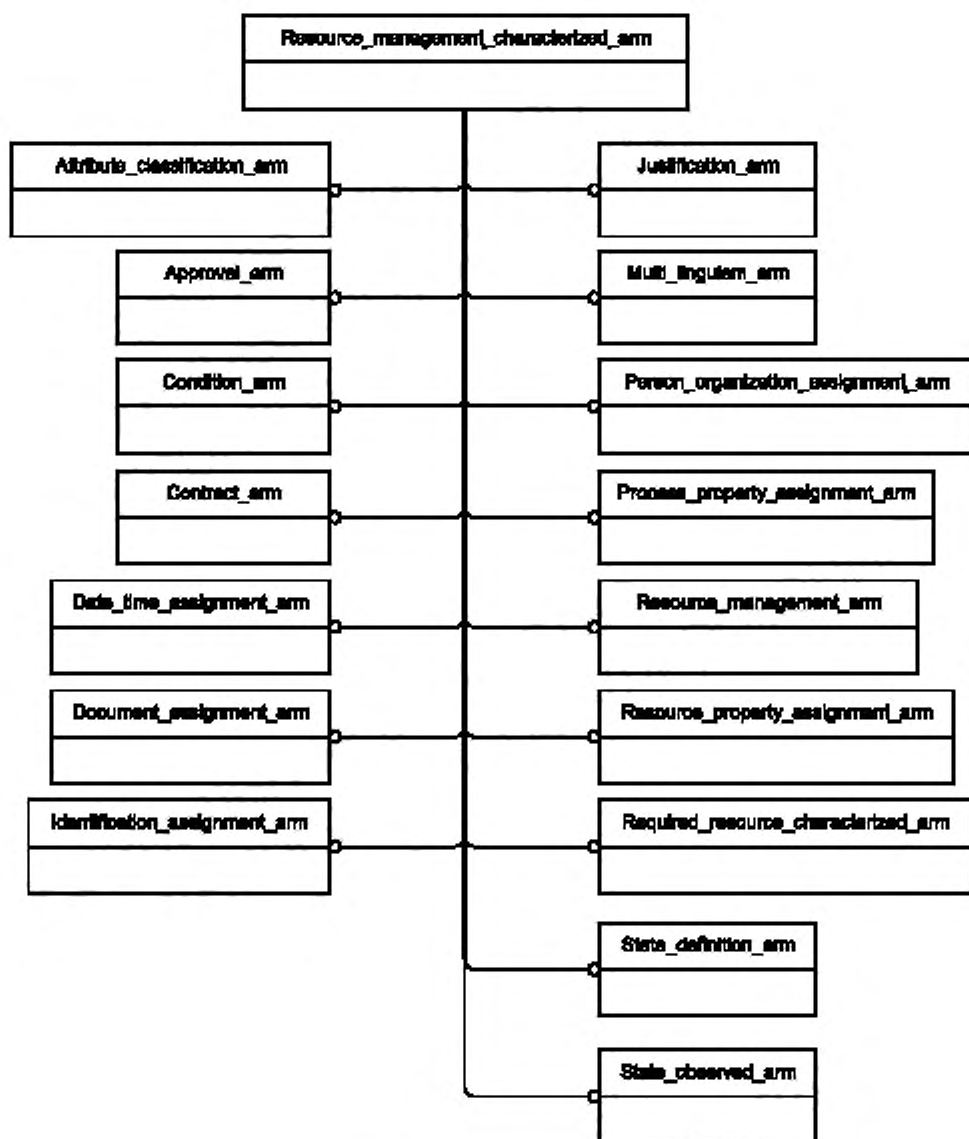 Resource_management_characterized_arm
Attribute_classification_arm
Justification_arm
Approval_arm
Multi_linguism_arm
Condition_arm
Person_organization_assignment_arm
Contract_arm
Process_property_assignment_arm
Date_time_assignment_arm
Resource_management_arm
Document_assignment_arm
Resource_property_assignment_arm
Identification_assignment_arm
Required_resource_characterized_arm
State_definition_arm
State_observed_arm